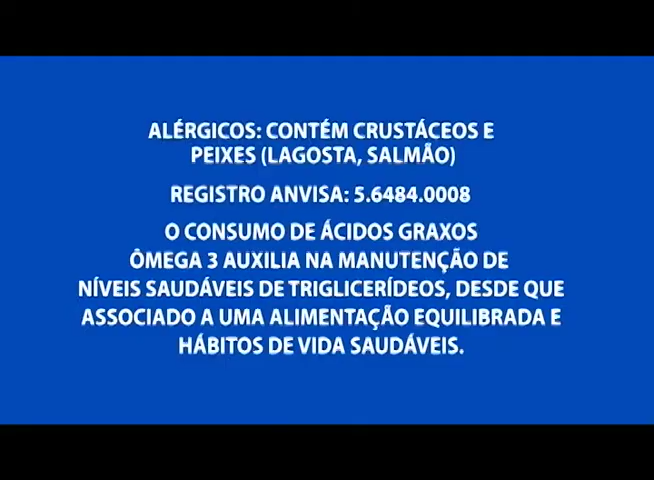 ALÉRGICOS: CONTÉM CRUSTÁCEOS E
PEIXES (LAGOSTA, SALMÃO)
REGISTRO ANVISA: 5.6484.0008
O CONSUMO DE ÁCIDOS GRAXOS
ÔMEGA 3 AUXILIA NA MANUTENÇÃO DE
NÍVEIS SAUDÁVEIS DE TRIGLICERÍDEOS, DESDE QUE
ASSOCIADO A UMA ALIMENTAÇÃO EQUILIBRADA E
HÁBITOS DE VIDA SAUDÁVEIS.